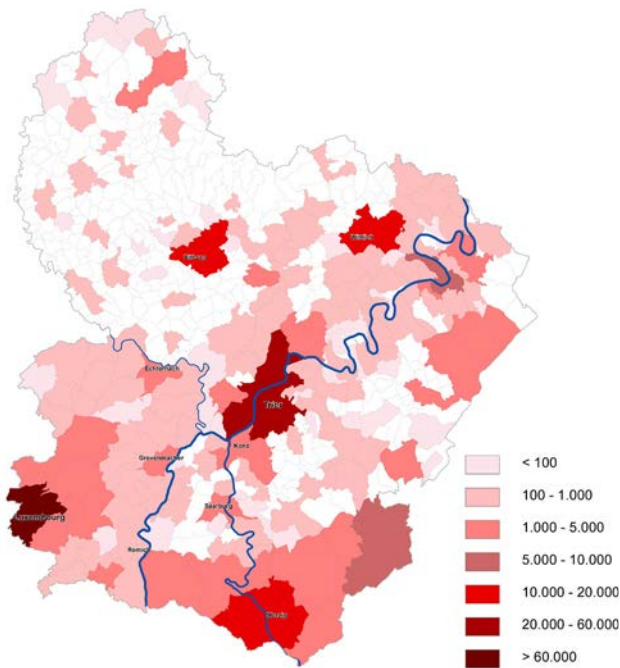 Wittlich
Bitburg
Echternach
Trier
Konz
Grevenmacher
Luxembourg
Saarburg
Remich
Merzig
< 100
100 - 1.000
1.000 - 5.000
5.000 - 10.000
10.000 - 20.000
20.000 - 60.000
> 60.000